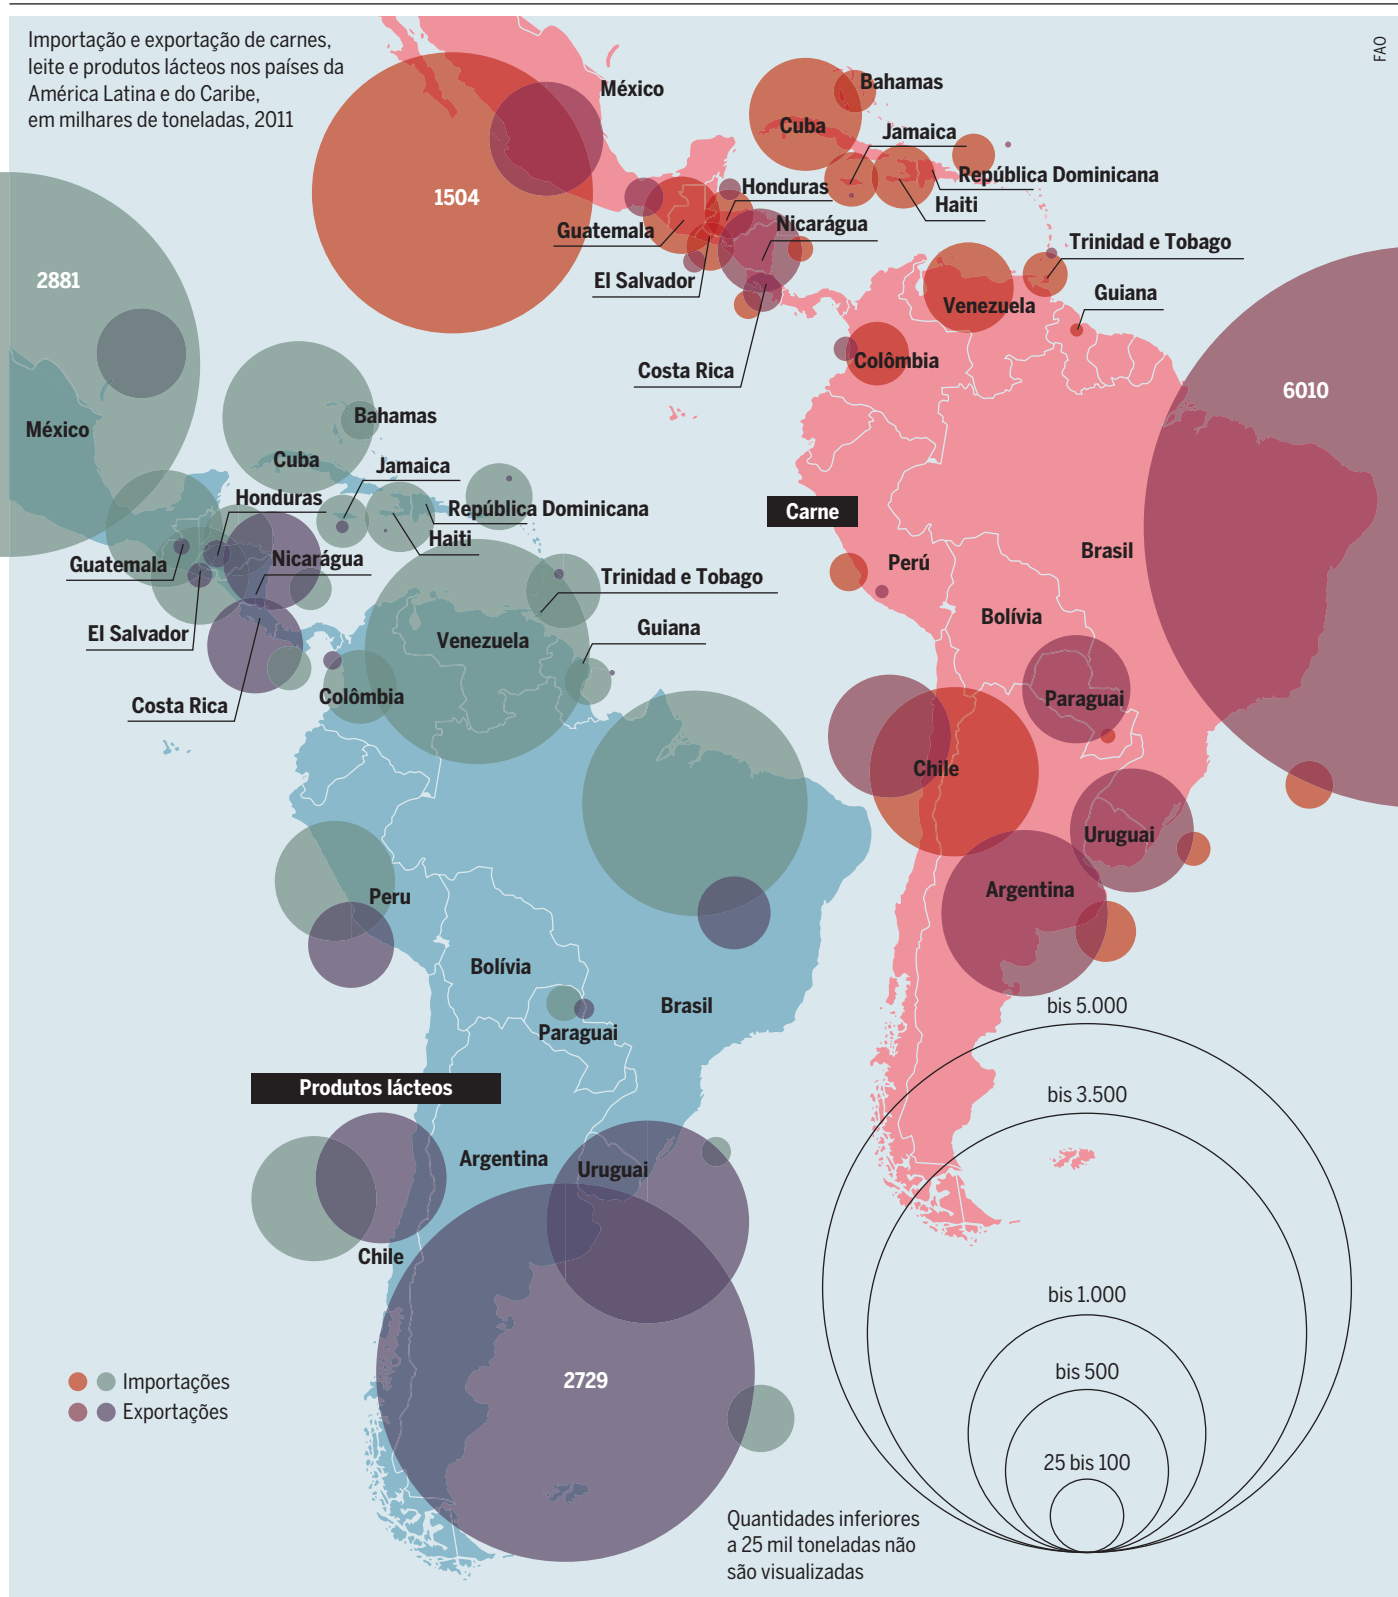 Importação e exportação de carnes,
leite e produtos lácteos nos países da
América Latina e do Caribe,
em milhares de toneladas, 2011
FAO
México
1504
Bahamas
Cuba
Jamaica
República Dominicana
Haiti
Honduras
Guatemala
Nicarágua
El Salvador
Trinidad e Tobago
Venezuela
Guiana
Costa Rica
Colômbia
6010
Carne
Perú
Brasil
Bolívia
Paraguai
Chile
Uruguai
Argentina
2881
México
Bahamas
Cuba
Jamaica
Honduras
República Dominicana
Haiti
Guatemala
Nicarágua
Trinidad e Tobago
El Salvador
Venezuela
Guiana
Costa Rica
Colômbia
Peru
Bolívia
Brasil
Paraguai
Produtos lácteos
Argentina
Uruguai
Chile
2729
Importações
Exportações
bis 5.000
bis 3.500
bis 1.000
bis 500
25 bis 100
Quantidades inferiores
a 25 mil toneladas não
são visualizadas